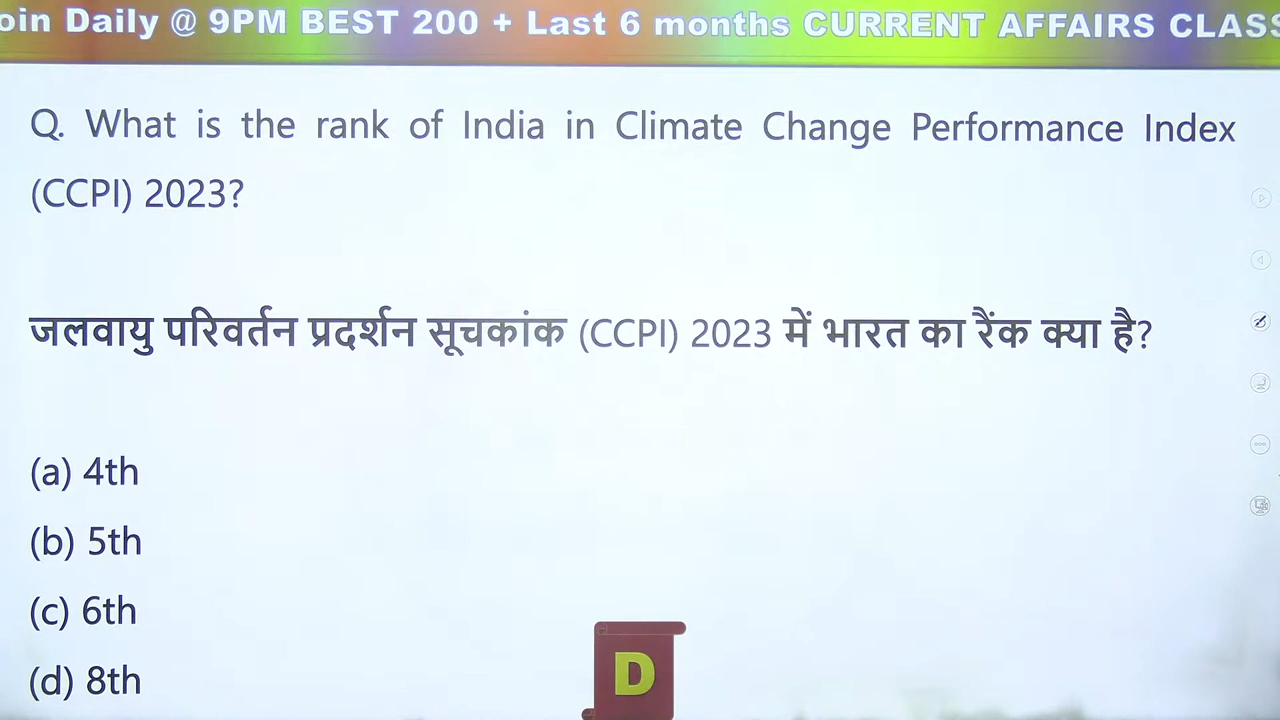 oin Daily @ 9PM BEST 200 + Last 6 months CURRENT AFFAIRS CLASS
Q. What is the rank of India in Climate Change Performance Index
(CCPI) 2023?
जलवायु परिवर्तन प्रदर्शन सूचकांक (CCPI) 2023 में भारत का रैंक क्या है?
(a) 4th
(b) 5th
(c) 6th
(d) 8th
D